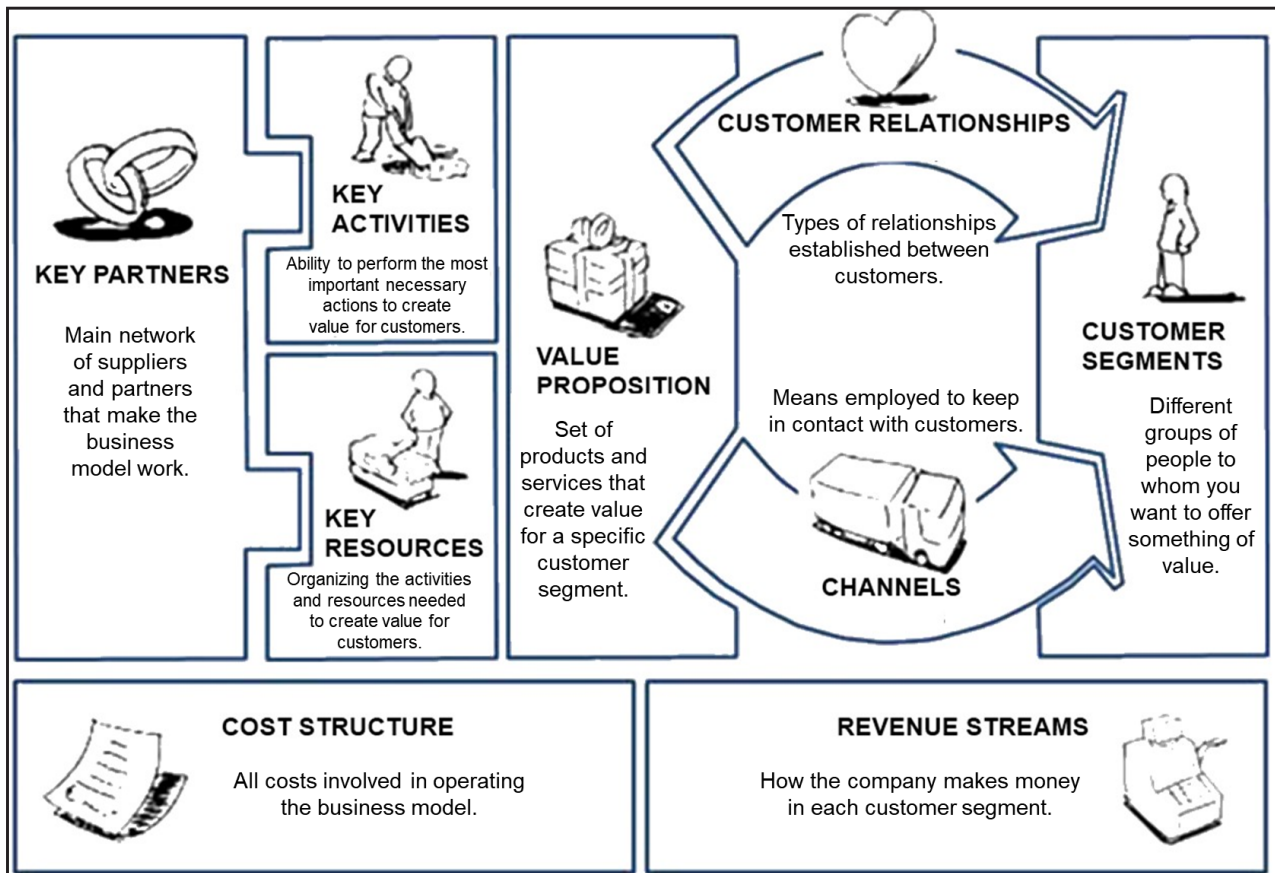 KEY PARTNERS
Main network
of suppliers
and partners
that make the
business
model work.
KEY
ACTIVITIES
Ability to perform the most
important necessary
actions to create
value for customers.
KEY
RESOURCES
Organizing the activities
and resources needed
to create value for
customers.
VALUE
PROPOSITION
Set of
products and
services that
create value
for a specific
customer
segment.
CUSTOMER RELATIONSHIPS
Types of relationships
established between
customers.
Means employed to keep
in contact with customers.
CHANNELS
CUSTOMER
SEGMENTS
Different
groups of
people to
whom you
want to offer
something of
value.
COST STRUCTURE
All costs involved in operating
the business model.
REVENUE STREAMS
How the company makes money
in each customer segment.